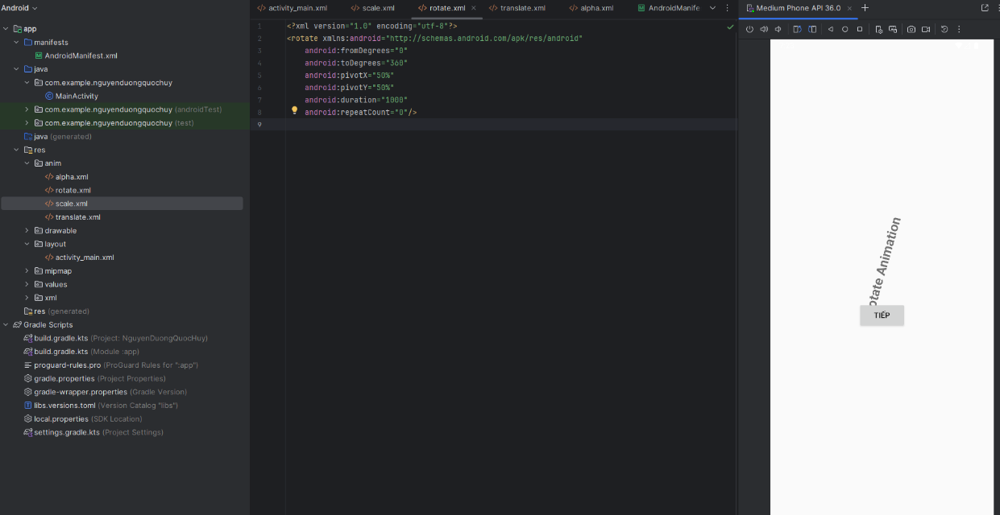 Android
app
manifests
AndroidManifest.xml
java
com.example.nguyenduongquochuy
MainActivity
com.example.nguyenduongquochuy (androidTest)
com.example.nguyenduongquochuy (test)
java (generated)
res
anim
alpha.xml
rotate.xml
scale.xml
translate.xml
drawable
layout
activity_main.xml
mipmap
values
xml
res (generated)
Gradle Scripts
build.gradle.kts (Project: NguyenDuongQuocHuy)
build.gradle.kts (Module :app)
proguard-rules.pro (ProGuard Rules for ":app")
gradle.properties (Project Properties)
gradle-wrapper.properties (Gradle Version)
libs.versions.toml (Version Catalog "libs")
local.properties (SDK Location)
settings.gradle.kts (Project Settings)
activity_main.xml scale.xml rotate.xml translate.xml alpha.xml AndroidManife
1 <?xml version="1.0" encoding="utf-8"?>
2 <rotate xmlns:android="http://schemas.android.com/apk/res/android"
3 android:fromDegrees="0"
4 android:toDegrees="360"
5 android:pivotX="50%"
6 android:pivotY="50%"
7 android:duration="1000"
8 android:repeatCount="0"/>
9
Medium Phone API 36.0
otate Animation
TIẾP